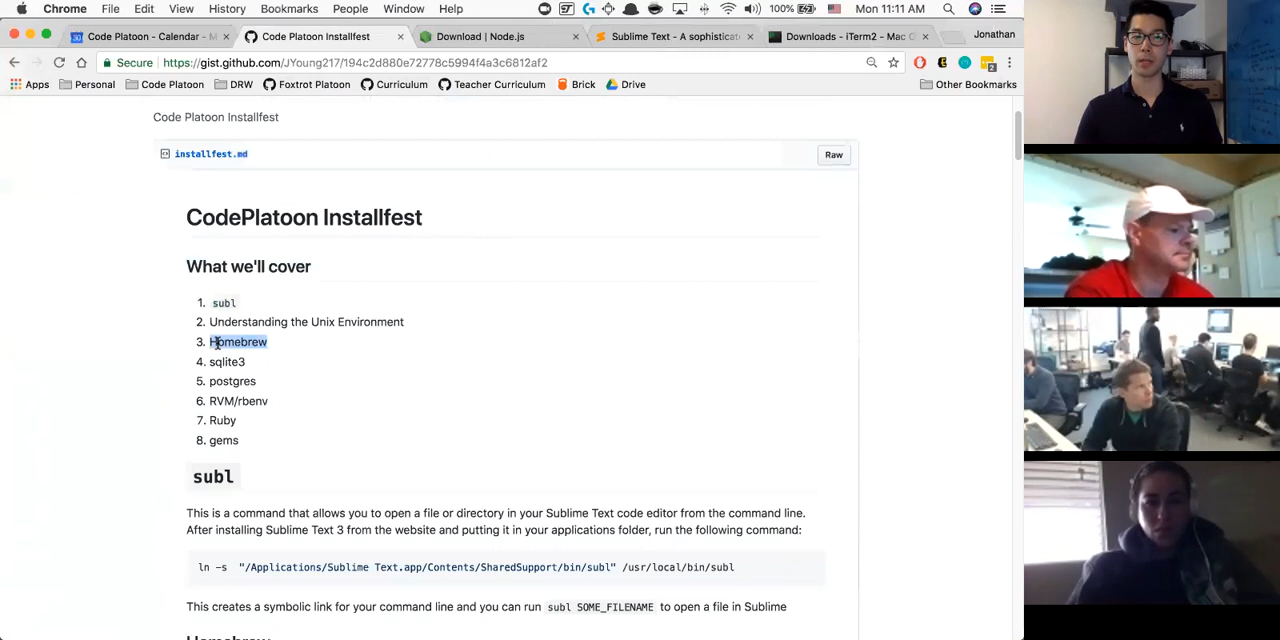 Chrome File Edit View History Bookmarks People Window Help 100% Mon 11:11 AM
Code Platoon - Calendar - M Code Platoon Installfest Download | Node.js Sublime Text - A sophisticat Downloads - iTerm2 - Mac O Jonathan
Secure https://gist.github.com/JYoung217/194c2d880e72778c5994f4a3c6812af2
Apps Personal Code Platoon DRW Foxtrot Platoon Curriculum Teacher Curriculum Brick Drive Other Bookmarks
Code Platoon Installfest
installfest.md Raw
CodePlatoon Installfest
What we'll cover
1. subl
2. Understanding the Unix Environment
3. Homebrew
4. sqlite3
5. postgres
6. RVM/rbenv
7. Ruby
8. gems
subl
This is a command that allows you to open a file or directory in your Sublime Text code editor from the command line.
After installing Sublime Text 3 from the website and putting it in your applications folder, run the following command:
ln -s "/Applications/Sublime Text.app/Contents/SharedSupport/bin/subl" /usr/local/bin/subl
This creates a symbolic link for your command line and you can run subl SOME_FILENAME to open a file in Sublime
Homebrew